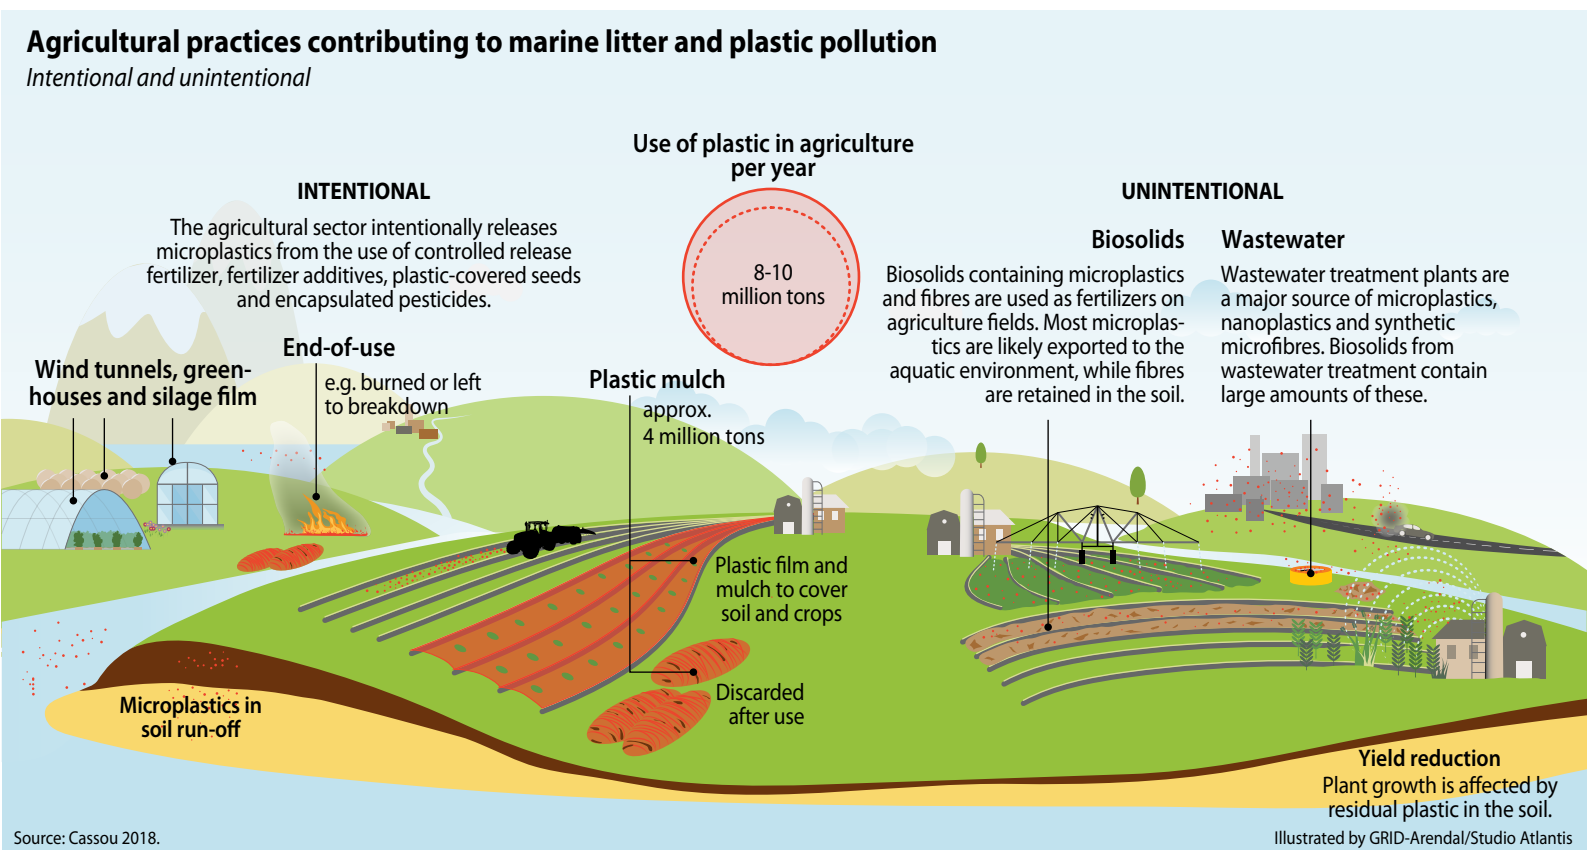 Agricultural practices contributing to marine litter and plastic pollution
Intentional and unintentional
Use of plastic in agriculture
per year
8-10
million tons
INTENTIONAL
The agricultural sector intentionally releases
microplastics from the use of controlled release
fertilizer, fertilizer additives, plastic-covered seeds
and encapsulated pesticides.
End-of-use
e.g. burned or left
to breakdown
Wind tunnels, green-
houses and silage film
Plastic mulch
approx.
4 million tons
Plastic film and
mulch to cover
soil and crops
Discarded
after use
UNINTENTIONAL
Biosolids
Biosolids containing microplastics
and fibres are used as fertilizers on
agriculture fields. Most microplas-
tics are likely exported to the
aquatic environment, while fibres
are retained in the soil.
Wastewater
Wastewater treatment plants are
a major source of microplastics,
nanoplastics and synthetic
microfibres. Biosolids from
wastewater treatment contain
large amounts of these.
Microplastics in
soil run-off
Yield reduction
Plant growth is affected by
residual plastic in the soil.
Source: Cassou 2018.
Illustrated by GRID-Arendal/Studio Atlantis